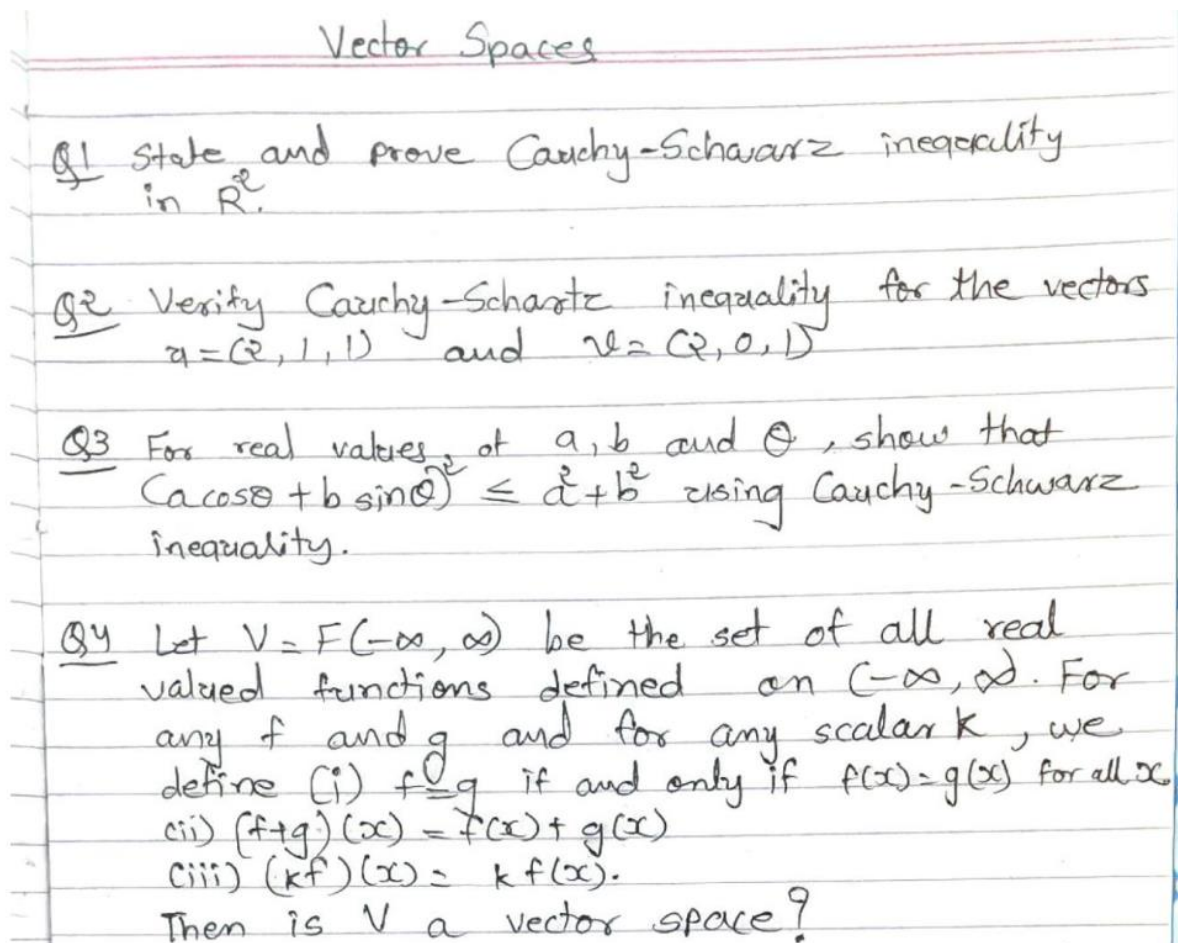 Vector Spaces
Q1 State and prove Cauchy-Schwarz inequality
in R².
Q2 Verify Cauchy-Schartz inequality for the vectors
u=(2,1,1) and v=(2,0,1)
Q3 For real values of a,b and θ, show that
(a cosθ + b sinθ)² ≤ a²+b² using Cauchy-Schwarz
inequality.
Q4 Let V=F(-∞,∞) be the set of all real
valued functions defined on (-∞,∞). For
any f and g and for any scalar k, we
define (i) f=g if and only if f(x)=g(x) for all x
(ii) (f+g)(x) = f(x)+g(x)
(iii) (kf)(x) = k f(x).
Then is V a vector space?